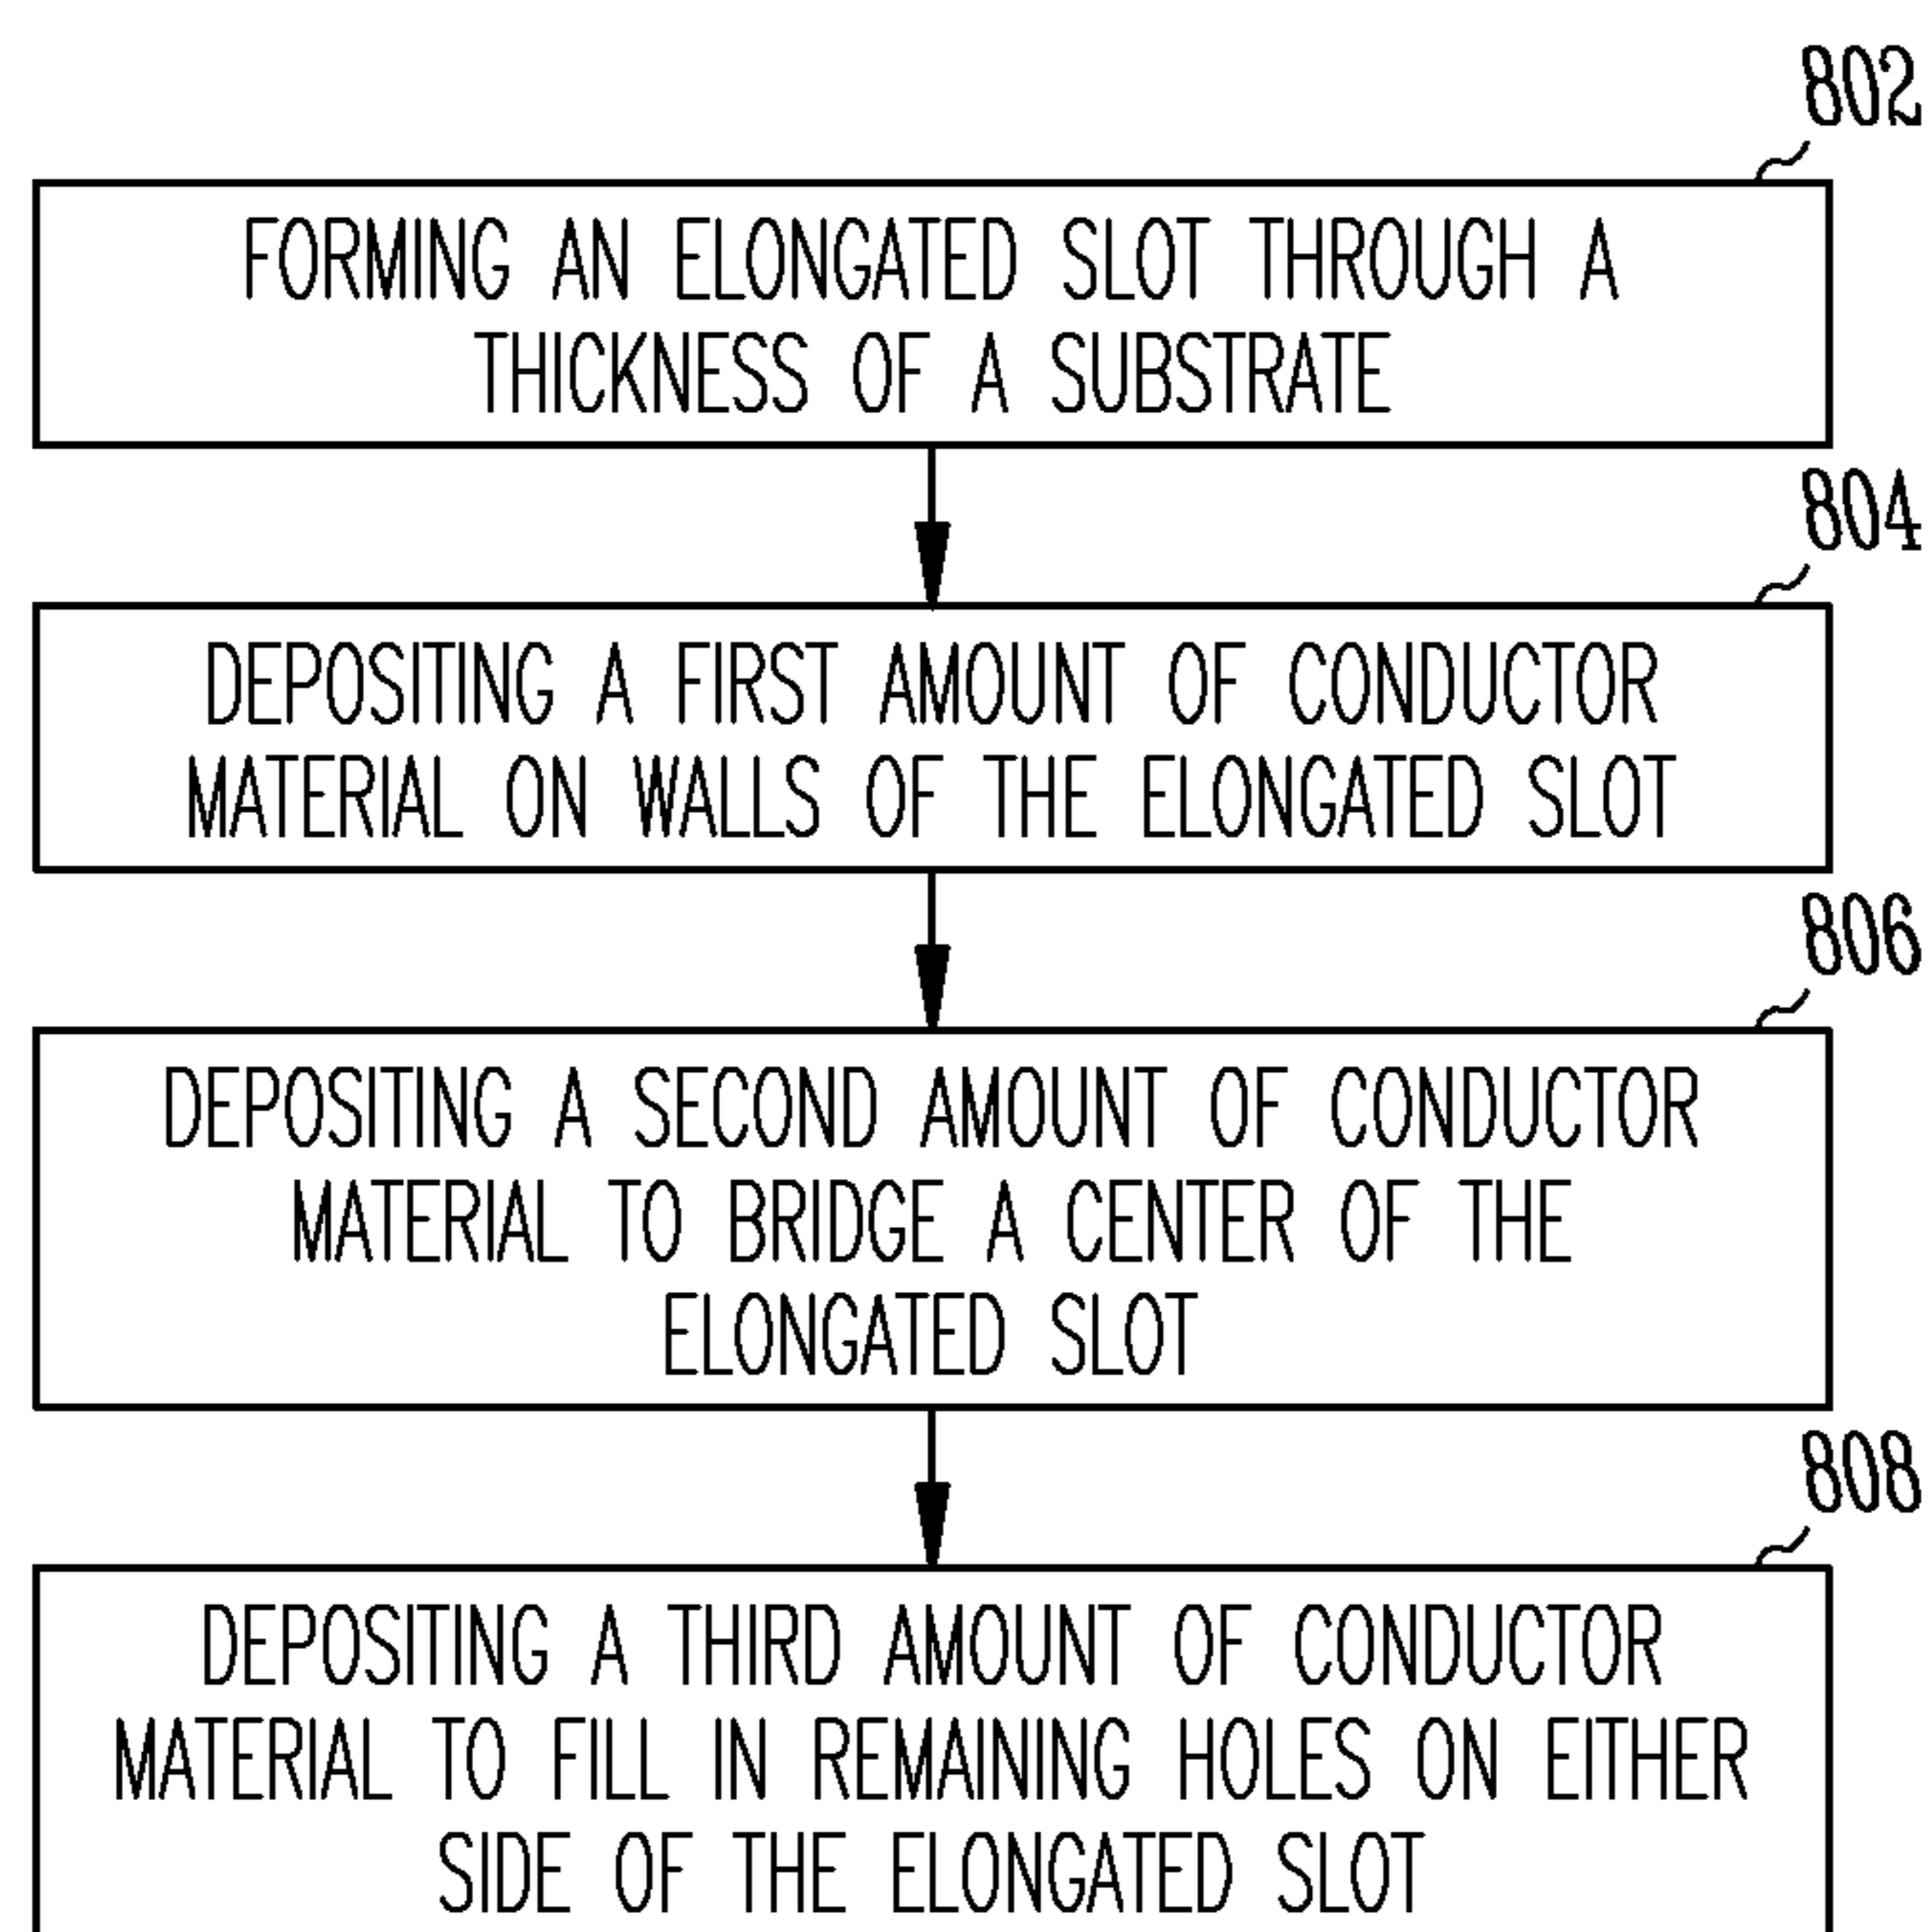 802
FORMING AN ELONGATED SLOT THROUGH A
THICKNESS OF A SUBSTRATE
804
DEPOSITING A FIRST AMOUNT OF CONDUCTOR
MATERIAL ON WALLS OF THE ELONGATED SLOT
806
DEPOSITING A SECOND AMOUNT OF CONDUCTOR
MATERIAL TO BRIDGE A CENTER OF THE
ELONGATED SLOT
808
DEPOSITING A THIRD AMOUNT OF CONDUCTOR
MATERIAL TO FILL IN REMAINING HOLES ON EITHER
SIDE OF THE ELONGATED SLOT